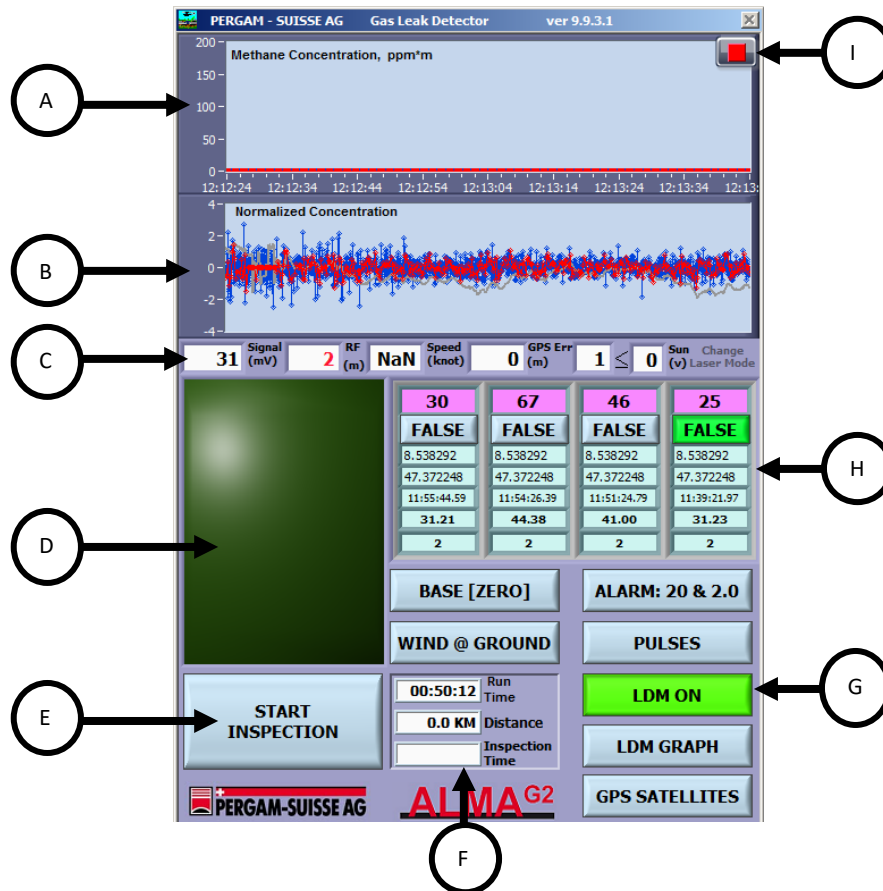 PERGAM - SUISSE AG Gas Leak Detector ver 9.9.3.1
I
200
Methane Concentration, ppm*m
150
A
100
50
0
12:12:24 12:12:34 12:12:44 12:12:54 12:13:04 12:13:14 12:13:24 12:13:34 12:13:
4
Normalized Concentration
2
B
0
-2
-4
C
31 Signal (mV) 2 RF (m) NaN Speed (knot) 0 GPS Err (m) 1 ≤ 0 Sun (v) Change Laser Mode
30 67 46 25
FALSE FALSE FALSE FALSE
8.538292 8.538292 8.538292 8.538292
H
47.372248 47.372248 47.372248 47.372248
11:55:44.59 11:54:26.39 11:51:24.79 11:39:21.97
31.21 44.38 41.00 31.23
D
2 2 2 2
BASE [ZERO] ALARM: 20 & 2.0
WIND @ GROUND PULSES
00:50:12 Run Time
LDM ON
G
E
START INSPECTION
0.0 KM Distance
Inspection Time
LDM GRAPH
PERGAM-SUISSE AG
ALMA G2
GPS SATELLITES
F